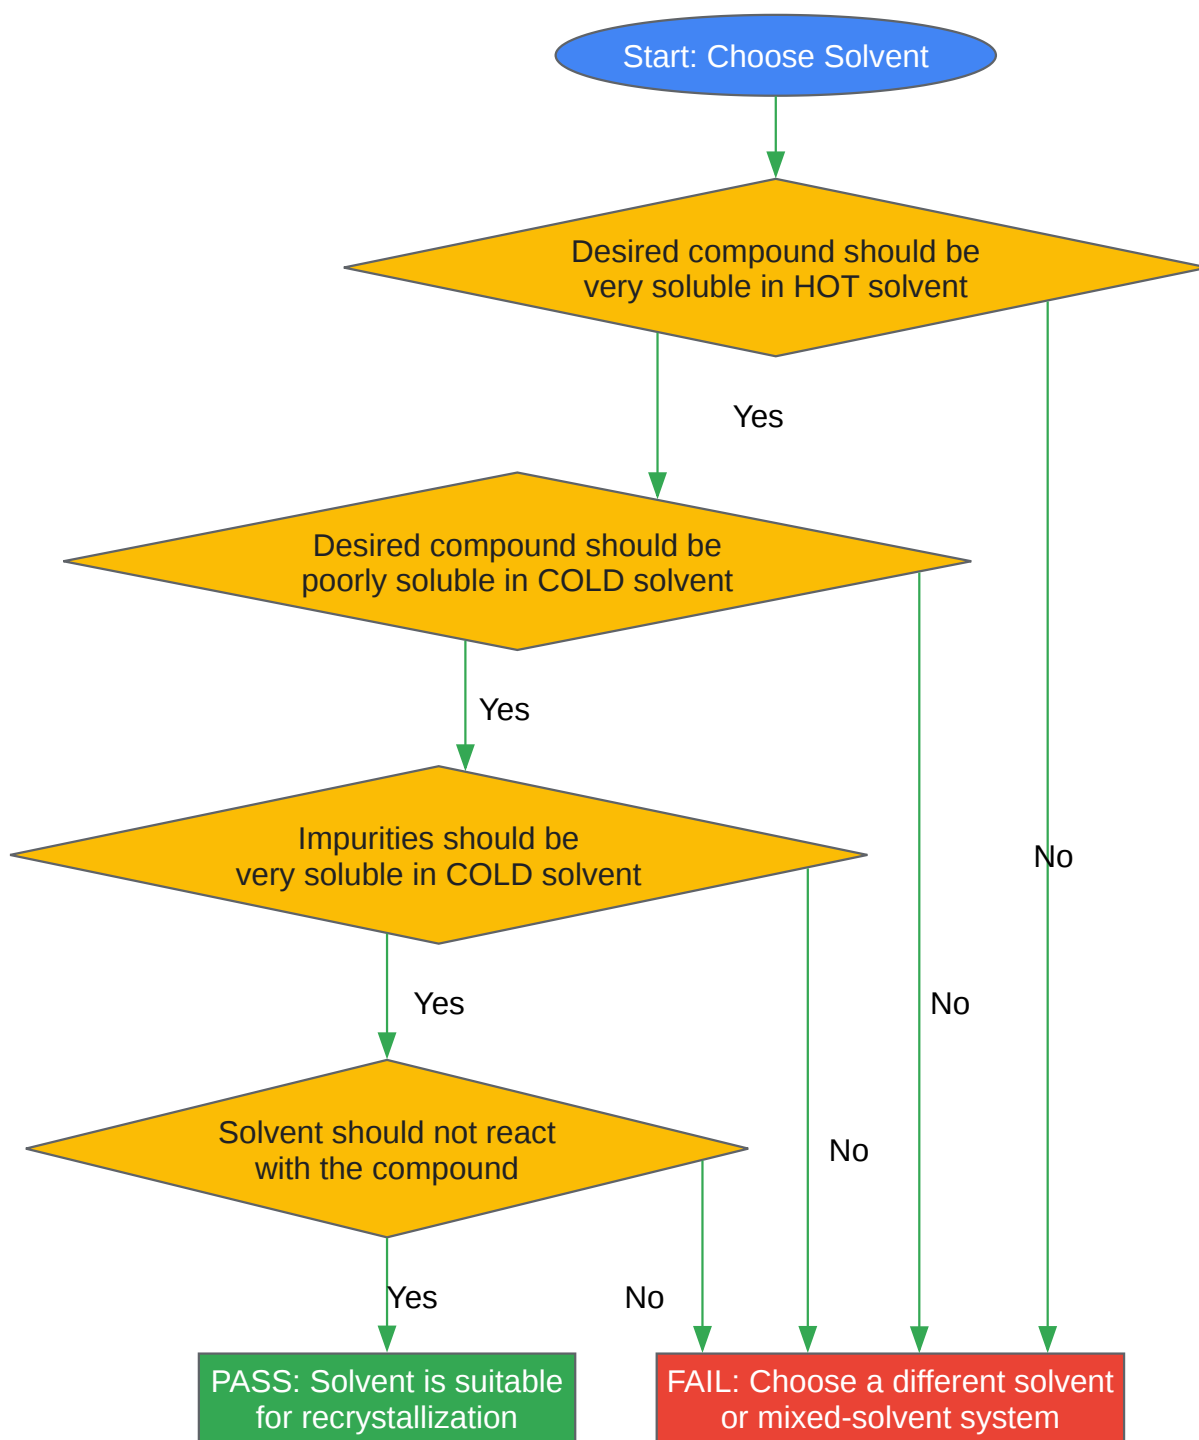 Start: Choose Solvent
Desired compound should be
very soluble in HOT solvent
Yes
Desired compound should be
poorly soluble in COLD solvent
Yes
Impurities should be
very soluble in COLD solvent
No
Yes
No
Solvent should not react
with the compound
No
Yes
No
PASS: Solvent is suitable
for recrystallization
FAIL: Choose a different solvent
or mixed-solvent system